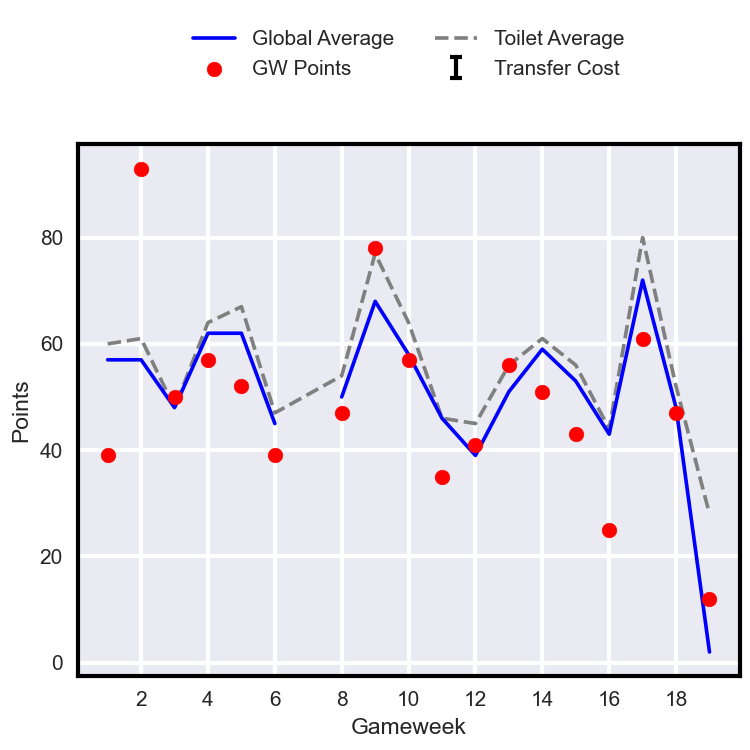 Global Average Toilet Average
GW Points Transfer Cost
80
60
40
20
0
Points
2 4 6 8 10 12 14 16 18
Gameweek